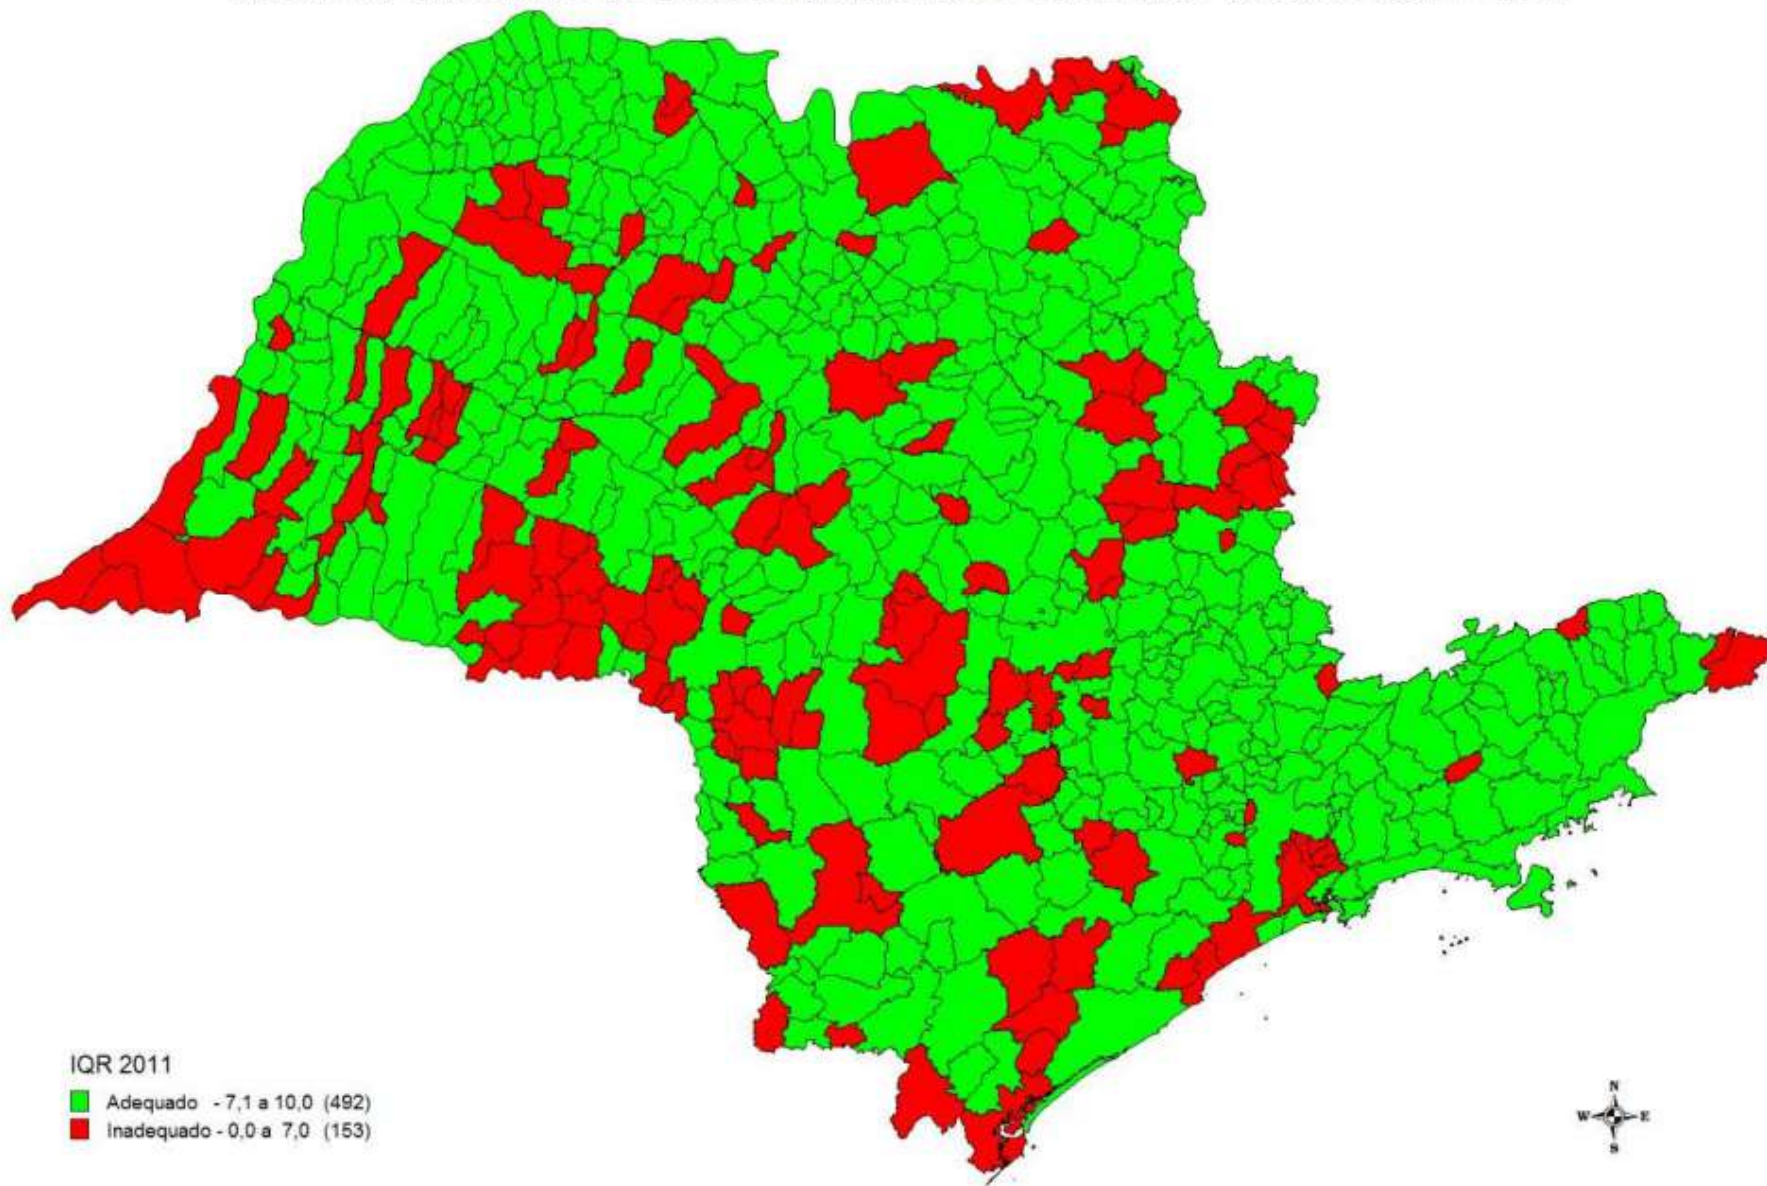 IQR 2011
Adequado - 7,1 a 10,0 (492)
Inadequado - 0,0 a 7,0 (153)
N
W E
S